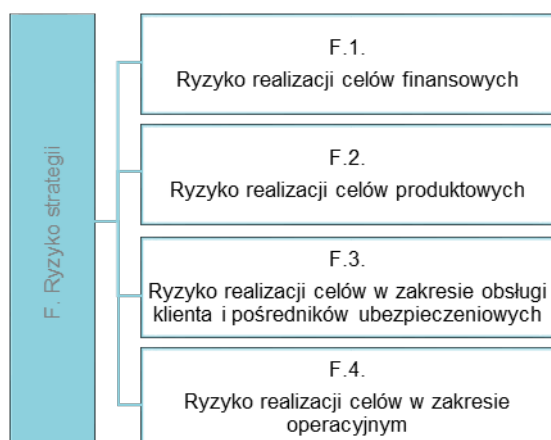 F. Ryzyko strategii
F.1.
Ryzyko realizacji celów finansowych
F.2.
Ryzyko realizacji celów produktowych
F.3.
Ryzyko realizacji celów w zakresie obsługi
klienta i pośredników ubezpieczeniowych
F.4.
Ryzyko realizacji celów w zakresie
operacyjnym